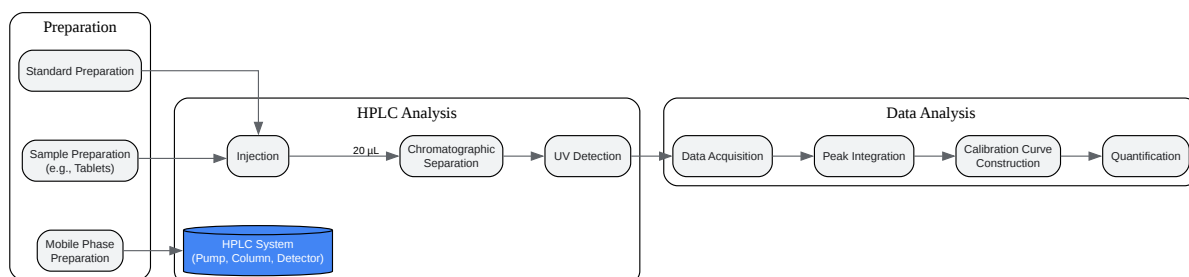 Preparation
Standard Preparation
Sample Preparation
(e.g., Tablets)
Mobile Phase
Preparation
HPLC Analysis
Injection
20 µL
Chromatographic
Separation
UV Detection
HPLC System
(Pump, Column, Detector)
Data Analysis
Data Acquisition
Peak Integration
Calibration Curve
Construction
Quantification